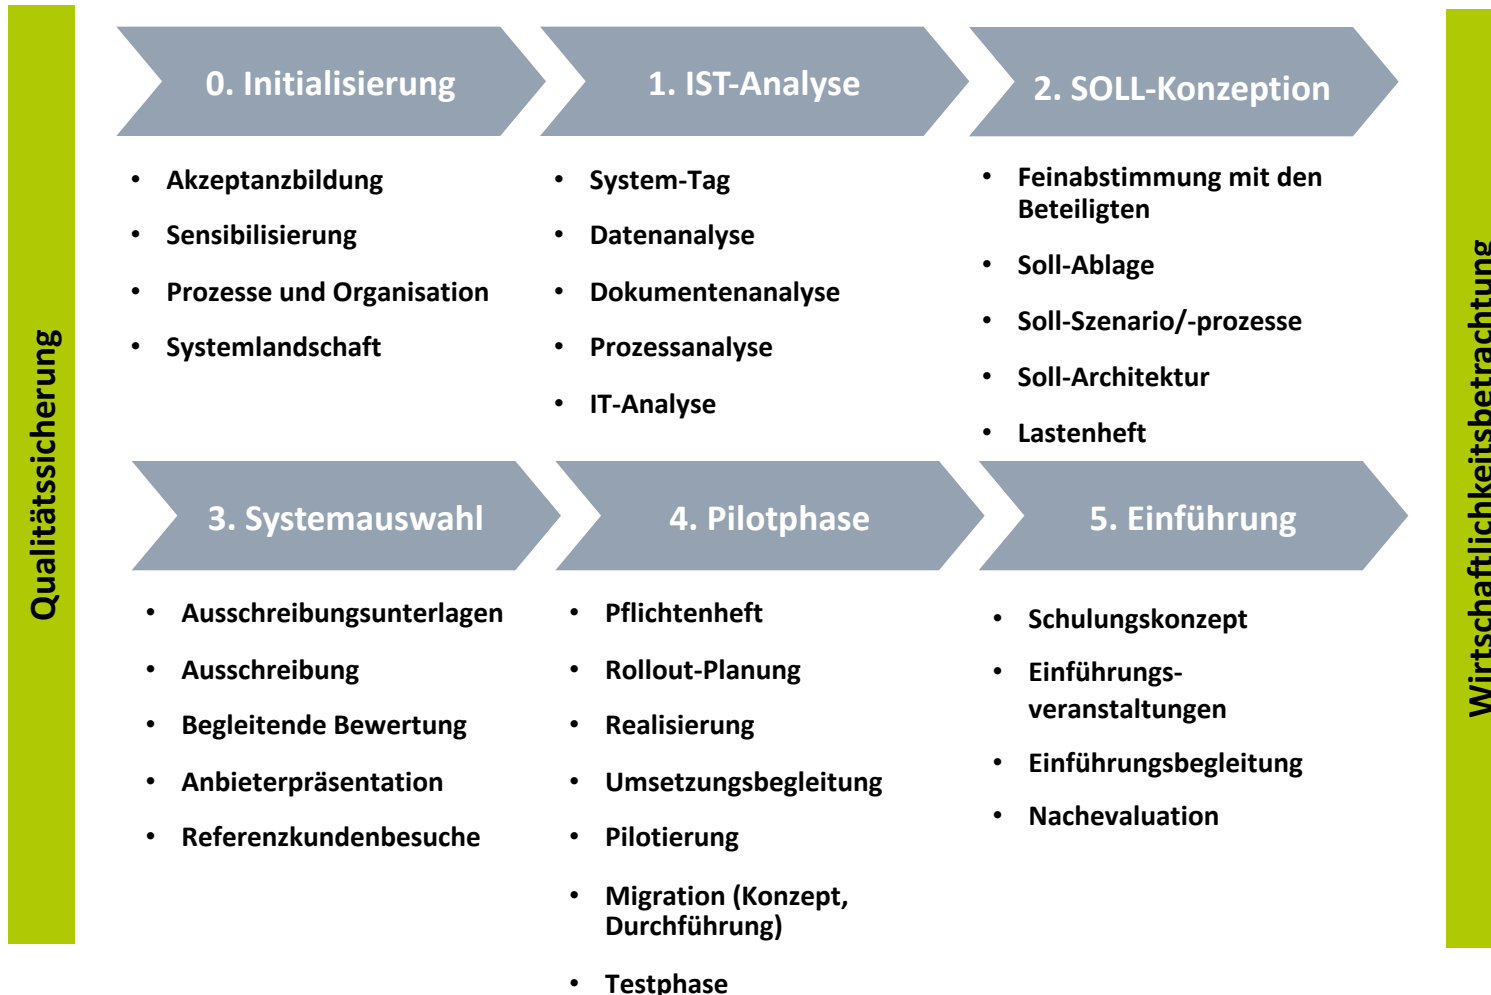 Qualitätssicherung
0. Initialisierung
• Akzeptanzbildung
• Sensibilisierung
• Prozesse und Organisation
• Systemlandschaft
1. IST-Analyse
• System-Tag
• Datenanalyse
• Dokumentenanalyse
• Prozessanalyse
• IT-Analyse
2. SOLL-Konzeption
• Feinabstimmung mit den
Beteiligten
• Soll-Ablage
• Soll-Szenario/-prozesse
• Soll-Architektur
• Lastenheft
3. Systemauswahl
• Ausschreibungsunterlagen
• Ausschreibung
• Begleitende Bewertung
• Anbieterpräsentation
• Referenzkundenbesuche
4. Pilotphase
• Pflichtenheft
• Rollout-Planung
• Realisierung
• Umsetzungsbegleitung
• Pilotierung
• Migration (Konzept,
Durchführung)
• Testphase
5. Einführung
• Schulungskonzept
• Einführungs-
veranstaltungen
• Einführungsbegleitung
• Nachevaluation
Wirtschaftlichkeitsbetrachtung